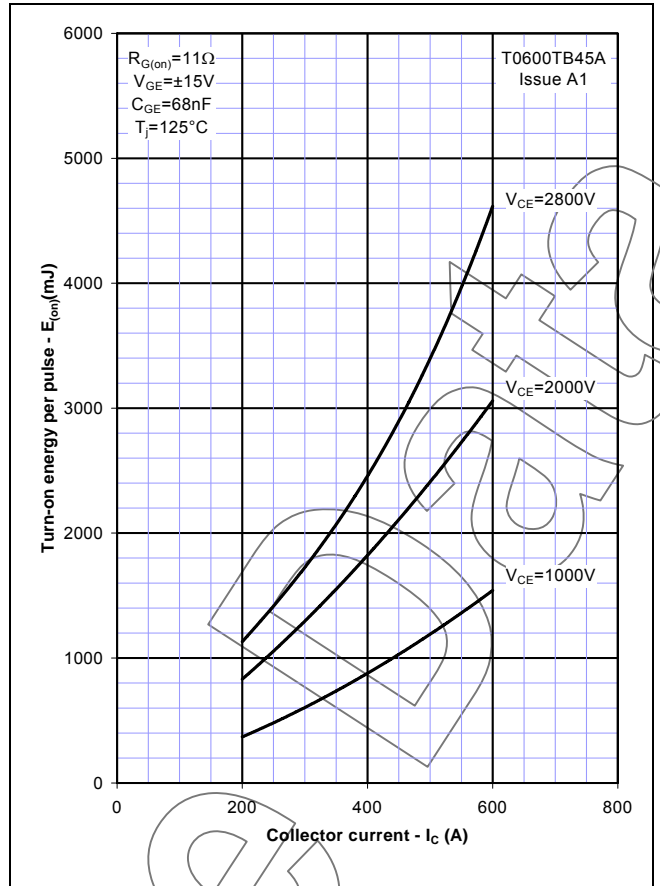 6000
5000
4000
3000
2000
1000
0
R_G(on)=11Ω
V_GE=±15V
C_GE=68nF
T_j=125°C
T0600TB45A
Issue A1
V_CE=2800V
V_CE=2000V
V_CE=1000V
Turn-on energy per pulse - E_(on)(mJ)
0
200
400
600
800
Collector current - I_C (A)